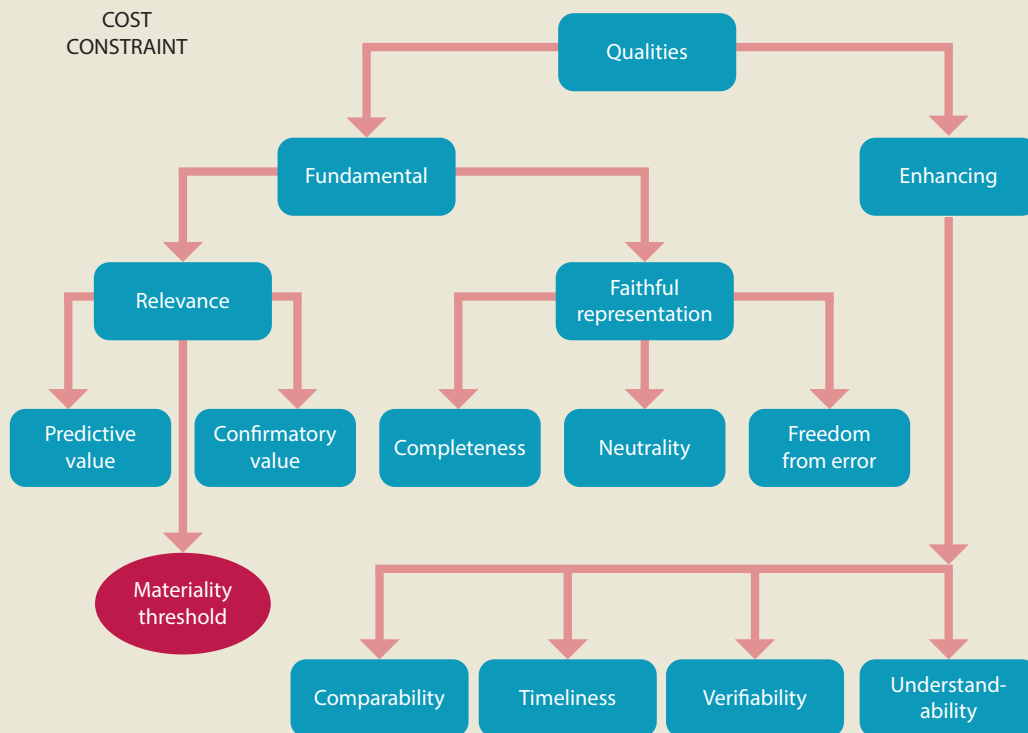 COST
CONSTRAINT
Qualities
Fundamental
Enhancing
Relevance
Faithful
representation
Predictive
value
Confirmatory
value
Completeness
Neutrality
Freedom
from error
Materiality
threshold
Comparability
Timeliness
Verifiability
Understand-
ability